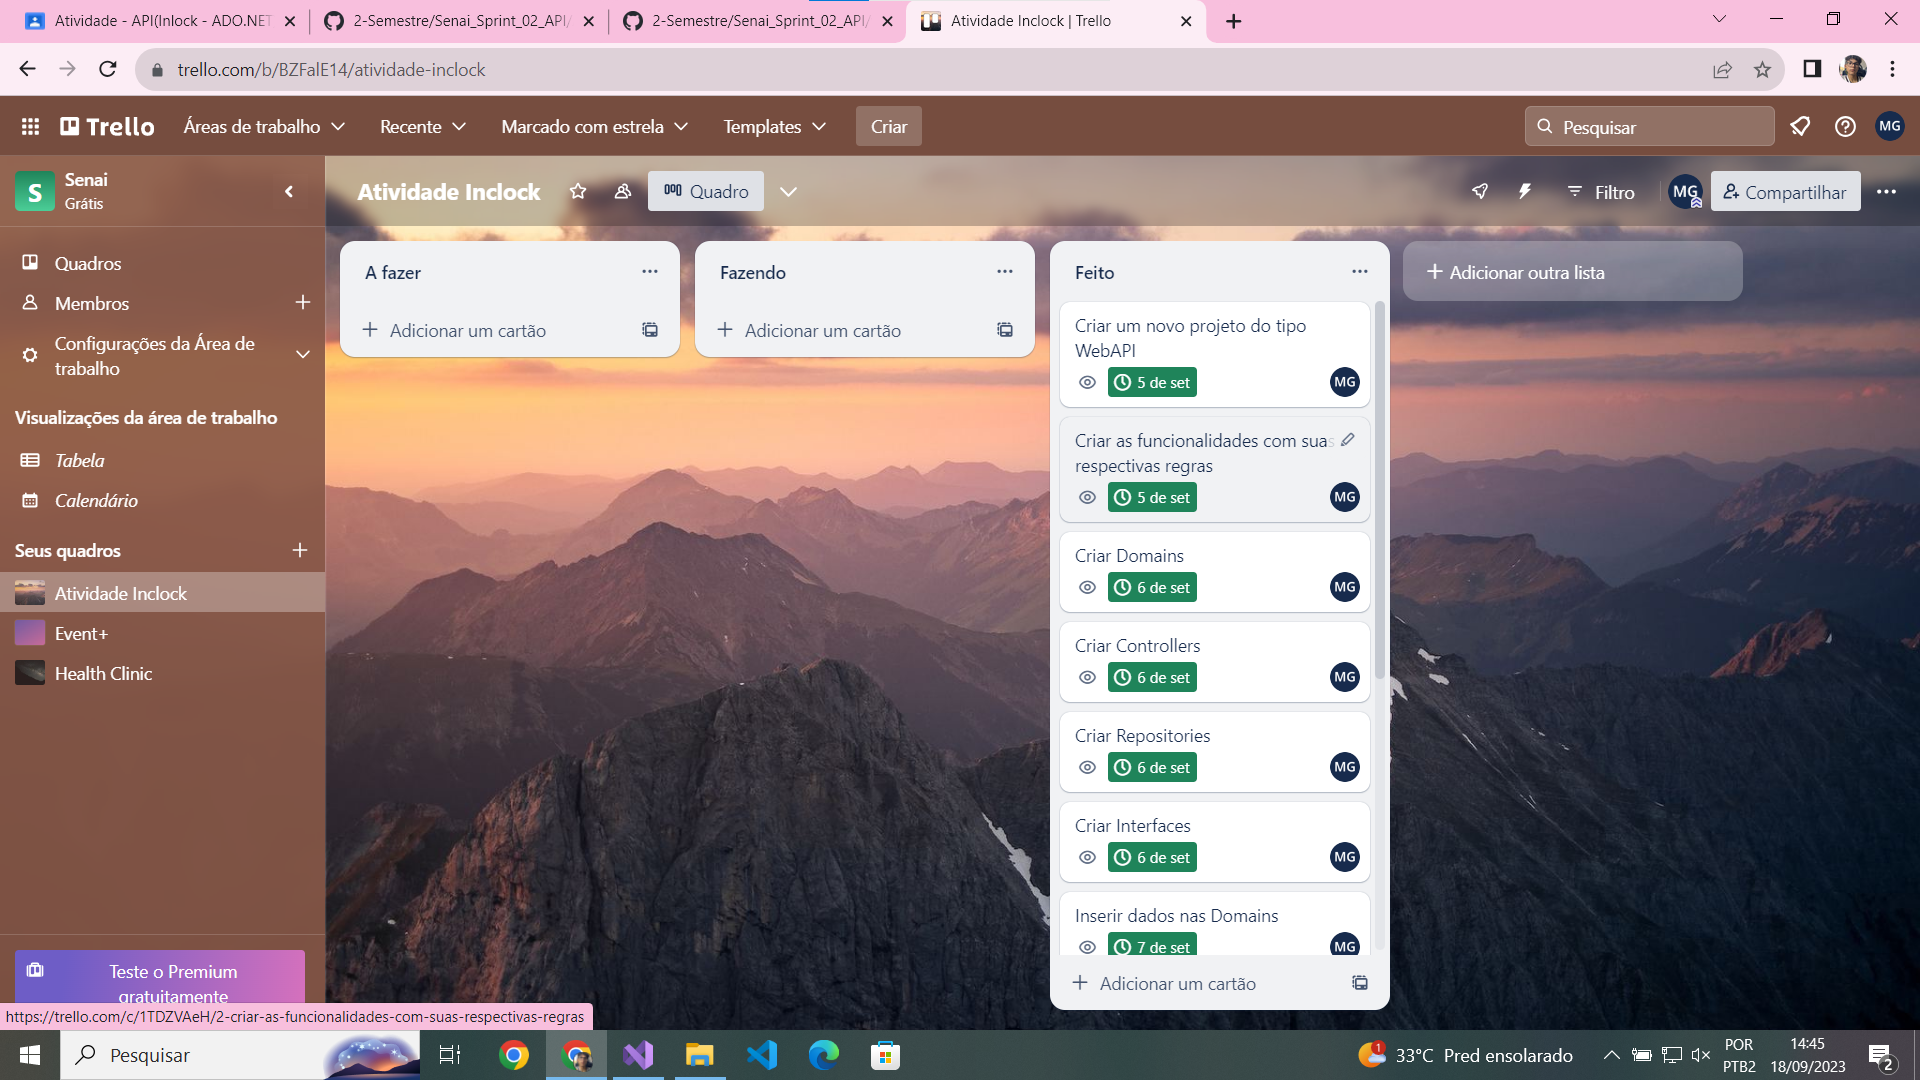 Atividade - API(Inlock - ADO.NET
2-Semestre/Senai_Sprint_02_API/
2-Semestre/Senai_Sprint_02_API/
Atividade Inclock | Trello
trello.com/b/BZFalE14/atividade-inclock
Trello
Áreas de trabalho
Recente
Marcado com estrela
Templates
Criar
Pesquisar
MG
S
Senai
Grátis
Atividade Inclock
Quadro
Filtro
MG
Compartilhar
Quadros
Membros
Configurações da Área de
trabalho
Visualizações da área de trabalho
Tabela
Calendário
Seus quadros
Atividade Inclock
Event+
Health Clinic
Teste o Premium
gratuitamente
A fazer
Adicionar um cartão
Fazendo
Adicionar um cartão
Feito
Criar um novo projeto do tipo
WebAPI
5 de set
MG
Criar as funcionalidades com suas
respectivas regras
5 de set
MG
Criar Domains
6 de set
MG
Criar Controllers
6 de set
MG
Criar Repositories
6 de set
MG
Criar Interfaces
6 de set
MG
Inserir dados nas Domains
7 de set
MG
Adicionar um cartão
Adicionar outra lista
https://trello.com/c/1TDZVAeH/2-criar-as-funcionalidades-com-suas-respectivas-regras
Pesquisar
1
33°C Pred ensolarado
POR
PTB2
14:45
18/09/2023
2